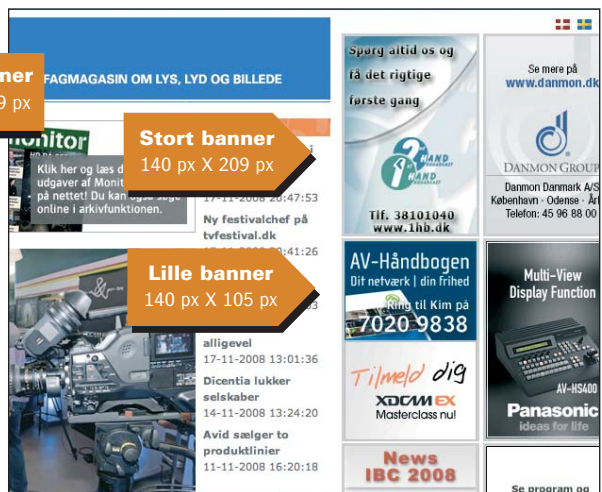 ner
9 px
FAGMAGASIN OM LYS, LYD OG BILLEDE
monitor
Klik her og læs d
udgaver af Monit
på nettet! Du kan også søge
online i arkivfunktionen.
Stort banner
140 px X 209 px
i
17-11-2008 20:47:53
Ny festivalchef på
tvfestival.dk
20:41:26
Lille banner
140 px X 105 px
alligevel
17-11-2008 13:01:36
Dicentia lukker
selskaber
14-11-2008 13:24:20
Avid sælger to
produktlinier
11-11-2008 16:20:18
Spørg altid os og
få det rigtige
første gang
HAND
HAND
BROADCAST
Tlf. 38101040
www.1hb.dk
Se mere på
www.danmon.dk
DANMON GROUP
Danmon Danmark A/S
København - Odense - År
Telefon: 45 96 88 00
AV-Håndbogen
Dit netværk | din frihed
Ring til Kim på
7020 9838
Multi-View
Display Function
AV-HS400
Panasonic
ideas for life
Tilmeld dig
XDCAM EX
Masterclass nu!
News
IBC 2008
Se program og